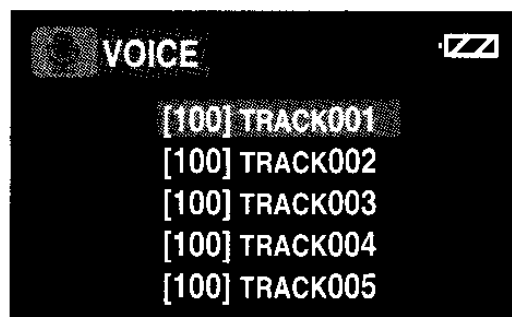 VOICE
[100] TRACK001
[100] TRACK002
[100] TRACK003
[100] TRACK004
[100] TRACK005